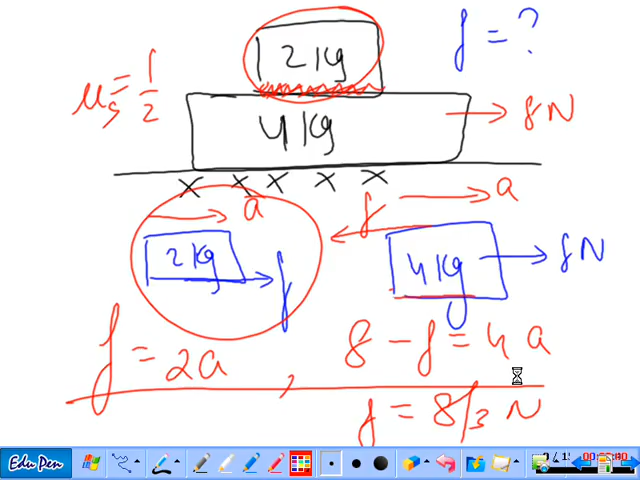 2 kg
f = ?
μs = 1/2
4 kg
8 N
x x x x x
a
f
a
2 kg
f
4 kg
8 N
f = 2a , 8 - f = 4 a
f = 8/3 N
Edu Pen